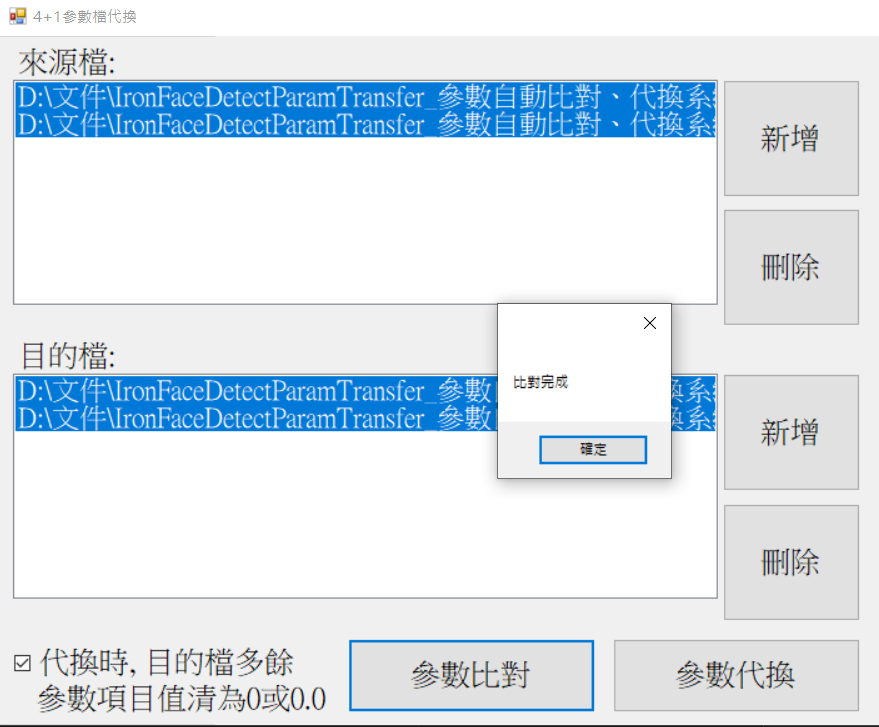 4+1參數檔代換
來源檔:
D:\文件\IronFaceDetectParamTransfer_參數自動比對、代換系
D:\文件\IronFaceDetectParamTransfer_參數自動比對、代換系
新增
刪除
目的檔:
D:\文件\IronFaceDetectParamTransfer_參數
換系
D:\文件\IronFaceDetectParamTransfer_參數
換系
新增
刪除
比對完成
確定
代換時, 目的檔多餘
參數項目值清為0或0.0
參數比對
參數代換